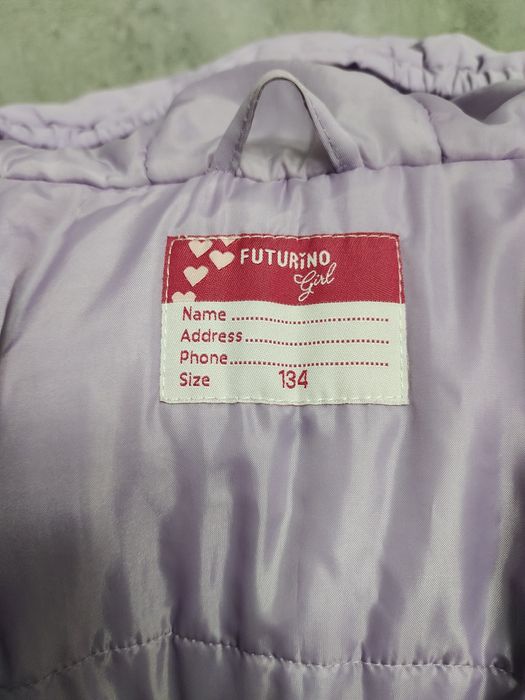 FUTURINO
Girl
Name ........................................
Address....................................
Phone........................................
Size 134